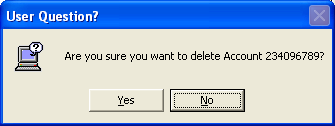 User Question?
Are you sure you want to delete Account 234096789?
Yes No